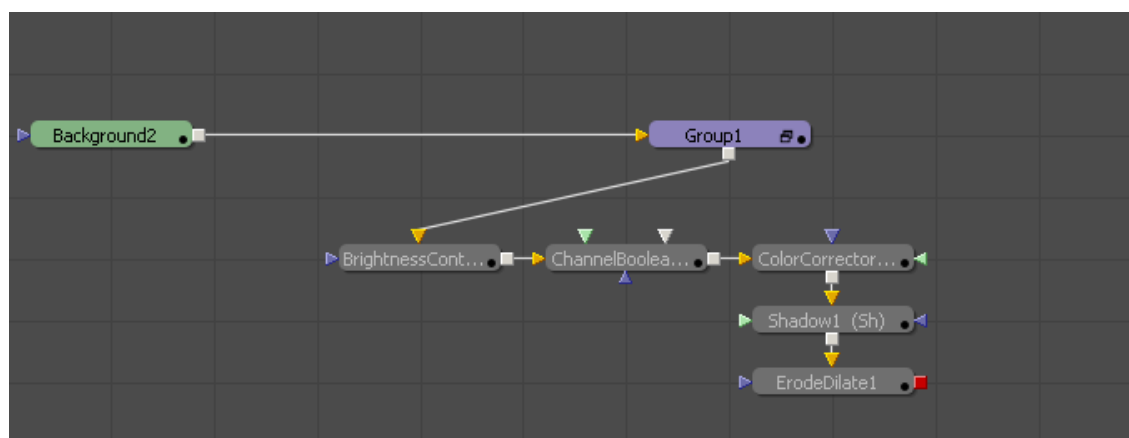 Background2
Group1
BrightnessCont...
ChannelBoolea...
ColorCorrector...
Shadow1 (Sh)
ErodeDilate1